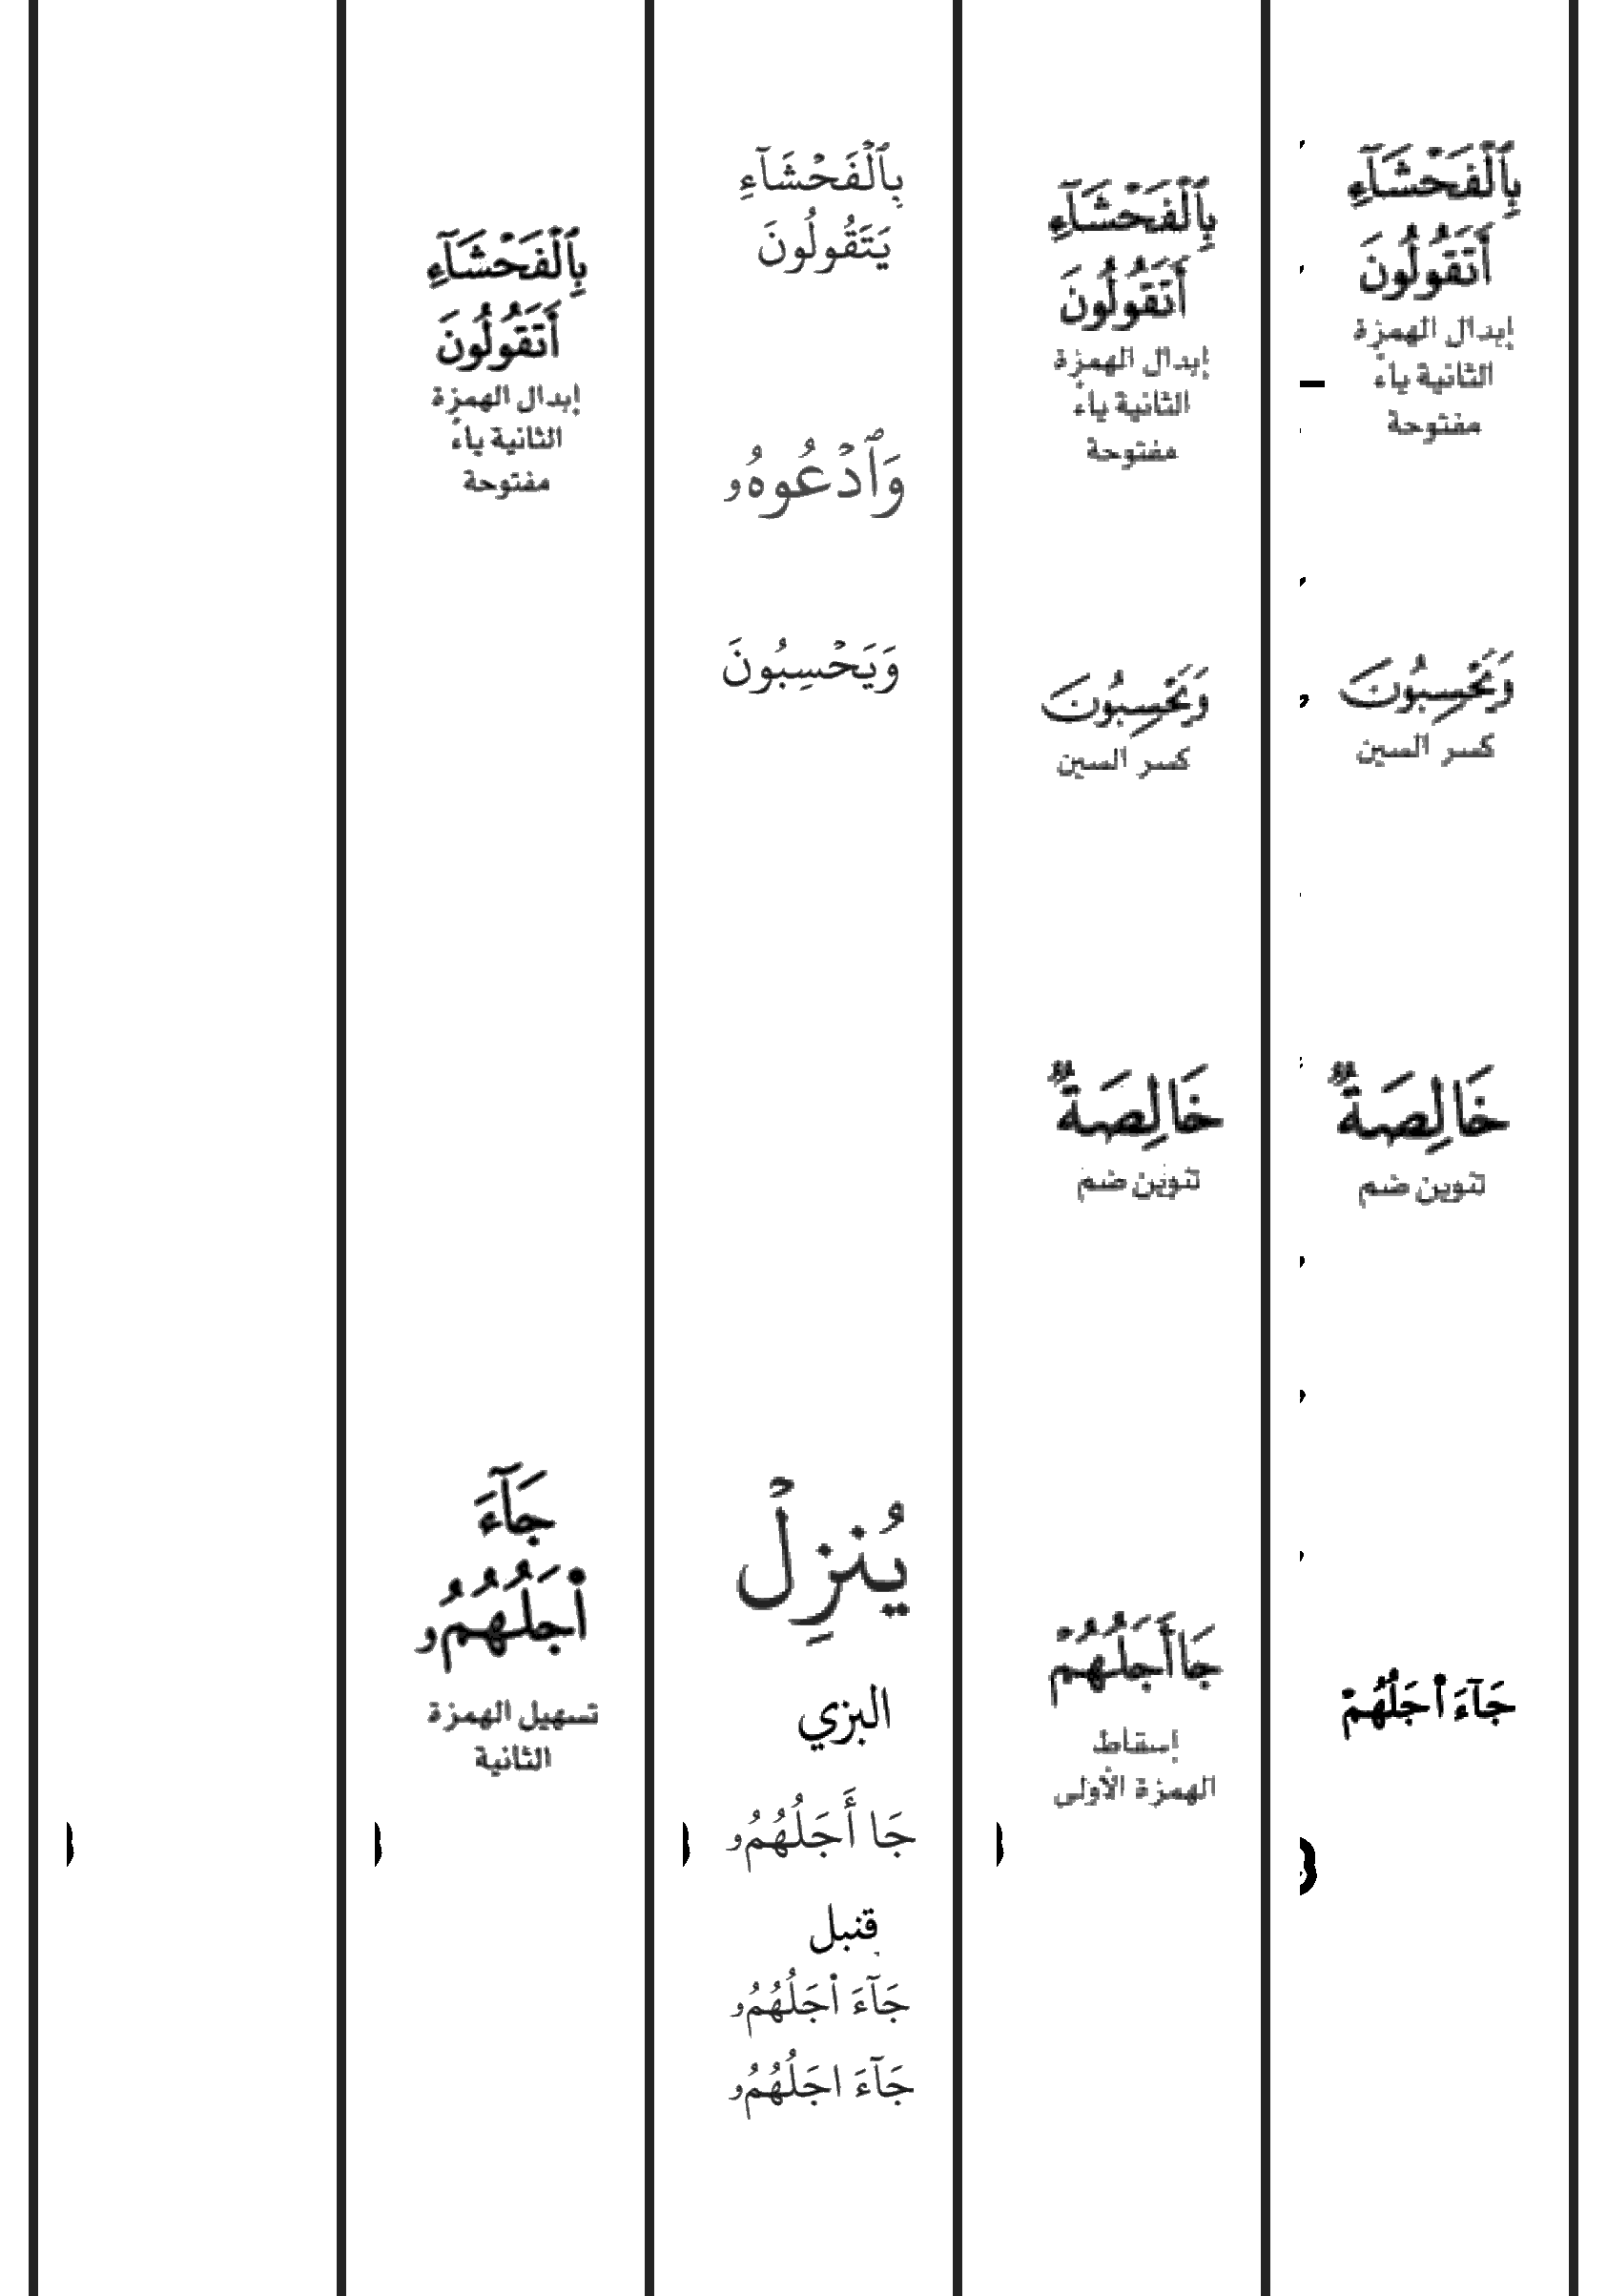 بِٱلْفَحْشَآءِ
أَتَقُولُونَ
إبدال الهمزة
الثانية ياءً
مفتوحة
وَيَحْسِبُونَ
كسر السين
خَالِصَةٌ
تنوين ضم
جَآءَ اْجَلُهُمْ
بِٱلْفَحْشَآءِ
أَتَقُولُونَ
إبدال الهمزة
الثانية ياءً
مفتوحة
وَيَحْسِبُونَ
كسر السين
خَالِصَةٌ
تنوين ضم
جَا أَجَلُهُمْ
إسقاط
الهمزة الأولى
بِٱلْفَحْشَآءِ
يَتَقُولُونَ
وَٱدْعُوهُۥ
وَيَحْسِبُونَ
يُنزِلْ
البزي
جَا أَجَلُهُمُۥ
قنبل
جَآءَ اْجَلُهُمُۥ
جَآءَ اجَلُهُمُۥ
بِٱلْفَحْشَآءِ
أَتَقُولُونَ
إبدال الهمزة
الثانية ياءً
مفتوحة
جَآءَ
اْجَلُهُمُۥ
تسهيل الهمزة
الثانية